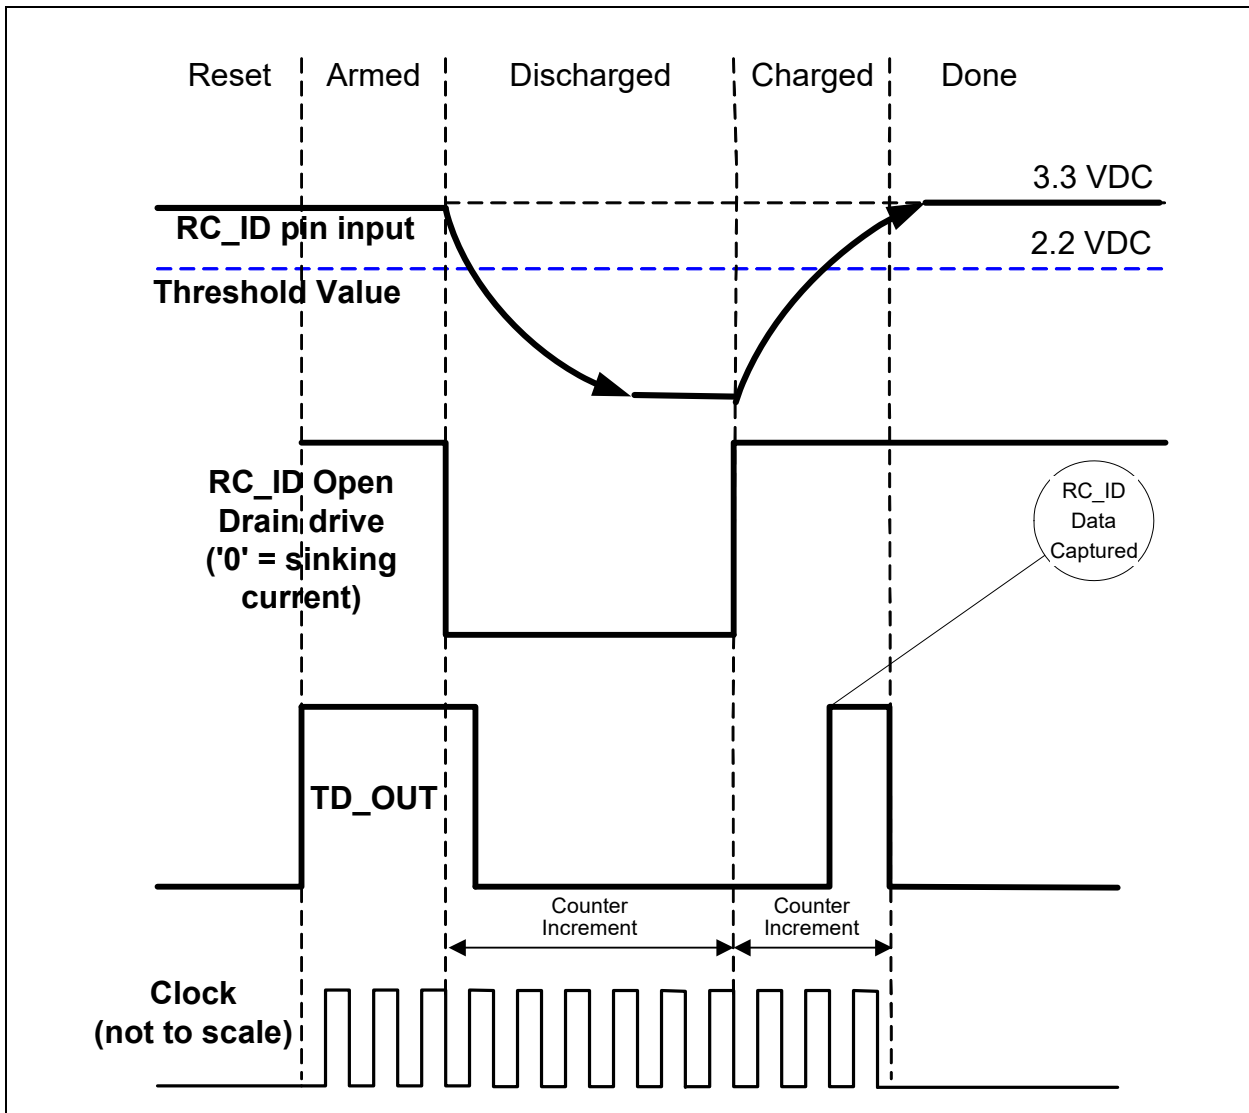 Reset Armed Discharged Charged Done
3.3 VDC
RC_ID pin input
2.2 VDC
Threshold Value
RC_ID Open
Drain drive
('0' = sinking
current)
RC_ID
Data
Captured
TD_OUT
Counter
Increment
Counter
Increment
Clock
(not to scale)